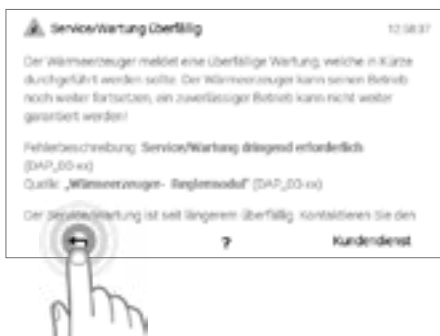 Service/Wartung überfällig 12:58:37
Der Wärmeerzeuger meldet eine überfällige Wartung, welche in Kürze
durchgeführt werden sollte. Der Wärmeerzeuger kann seinen Betrieb
noch weiter fortsetzen, ein zuverlässiger Betrieb kann nicht weiter
garantiert werden!
Fehlerbeschreibung: Service/Wartung dringend erforderlich
(DAP_00-xx)
Quelle: „Wärmeerzeuger- Reglermodul" (DAP_00-xx)
Der Service/Wartung ist seit längerem überfällig. Kontaktieren Sie den
? Kundendienst